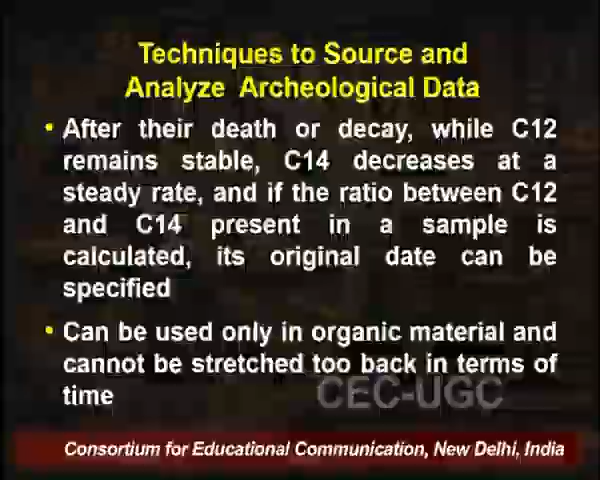 Techniques to Source and
Analyze Archeological Data
• After their death or decay, while C12
remains stable, C14 decreases at a
steady rate, and if the ratio between C12
and C14 present in a sample is
calculated, its original date can be
specified
• Can be used only in organic material and
cannot be stretched too back in terms of
time
CEC-UGC
Consortium for Educational Communication, New Delhi, India